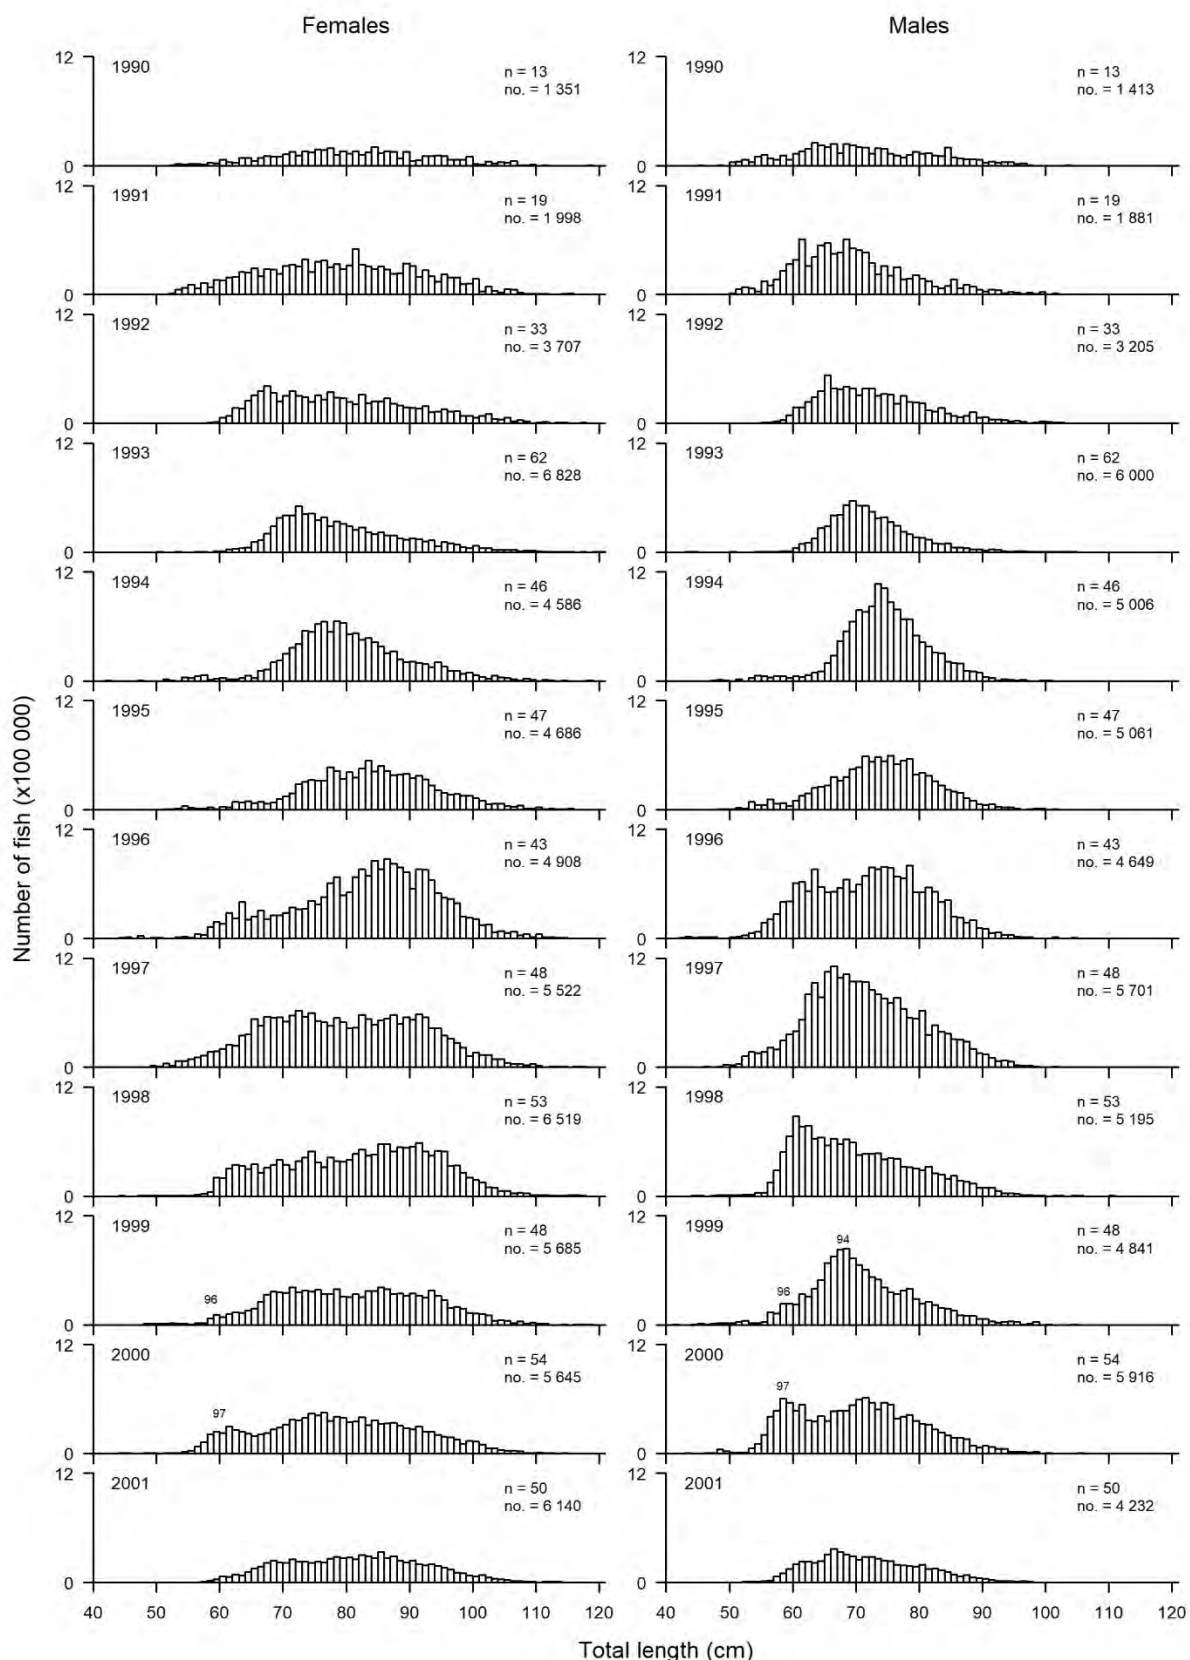 Females
Males
12
1990
n = 13
no. = 1 351
0
1990
n = 13
no. = 1 413
12
0
12
1991
n = 19
no. = 1 998
0
12
1991
n = 19
no. = 1 881
0
12
1992
n = 33
no. = 3 707
0
12
1992
n = 33
no. = 3 205
0
12
1993
n = 62
no. = 6 828
0
12
1993
n = 62
no. = 6 000
0
12
1994
n = 46
no. = 4 586
0
12
1994
n = 46
no. = 5 006
0
12
1995
n = 47
no. = 4 686
0
12
1995
n = 47
no. = 5 061
0
12
1996
n = 43
no. = 4 908
0
12
1996
n = 43
no. = 4 649
0
12
1997
n = 48
no. = 5 522
0
12
1997
n = 48
no. = 5 701
0
12
1998
n = 53
no. = 6 519
0
12
1998
n = 53
no. = 5 195
0
12
1999
n = 48
no. = 5 685
96
0
12
1999
n = 48
no. = 4 841
94
96
0
12
2000
n = 54
no. = 5 645
97
0
12
2000
n = 54
no. = 5 916
97
0
12
2001
n = 50
no. = 6 140
0
12
2001
n = 50
no. = 4 232
0
40 50 60 70 80 90 100 110 120
40 50 60 70 80 90 100 110 120
Number of fish (x100 000)
Total length (cm)